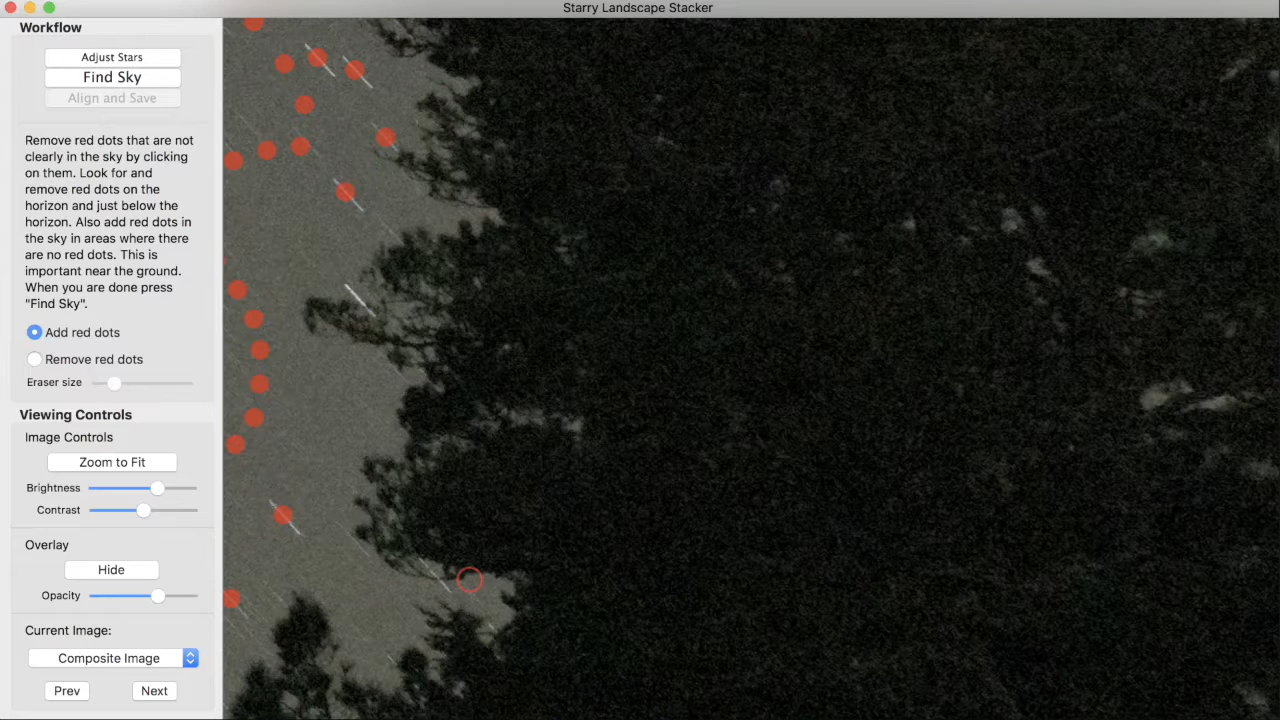 Starry Landscape Stacker
Workflow
Adjust Stars
Find Sky
Align and Save
Remove red dots that are not
clearly in the sky by clicking
on them. Look for and
remove red dots on the
horizon and just below the
horizon. Also add red dots in
the sky in areas where there
are no red dots. This is
important near the ground.
When you are done press
"Find Sky".
Add red dots
Remove red dots
Eraser size
Viewing Controls
Image Controls
Zoom to Fit
Brightness
Contrast
Overlay
Hide
Opacity
Current Image:
Composite Image
Prev
Next